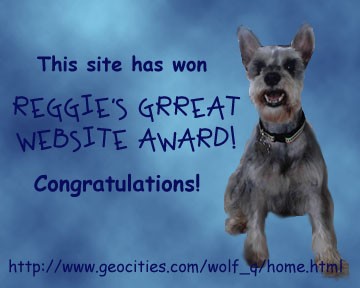 This site has won
REGGIE'S GRREAT
WEBSITE AWARD!
Congratulations!
http://www.geocities.com/wolf_q/home.html